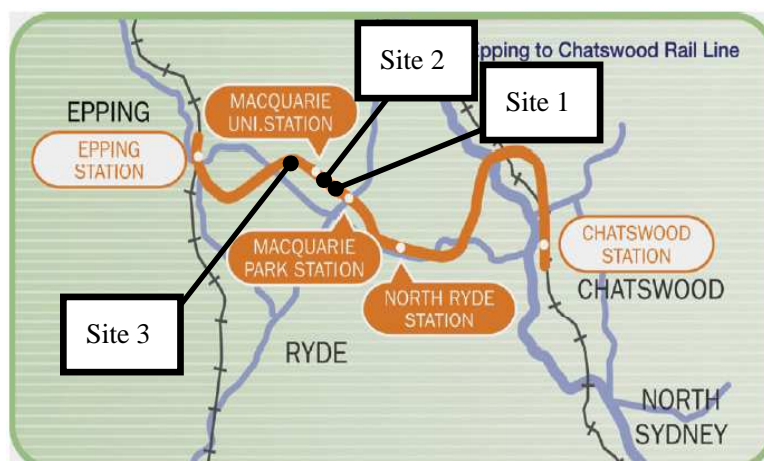 Epping to Chatswood Rail Line
Site 2
Site 1
EPPING
MACQUARIE
UNI.STATION
EPPING
STATION
MACQUARIE
PARK STATION
CHATSWOOD
STATION
CHATSWOOD
NORTH RYDE
STATION
Site 3
RYDE
NORTH
SYDNEY